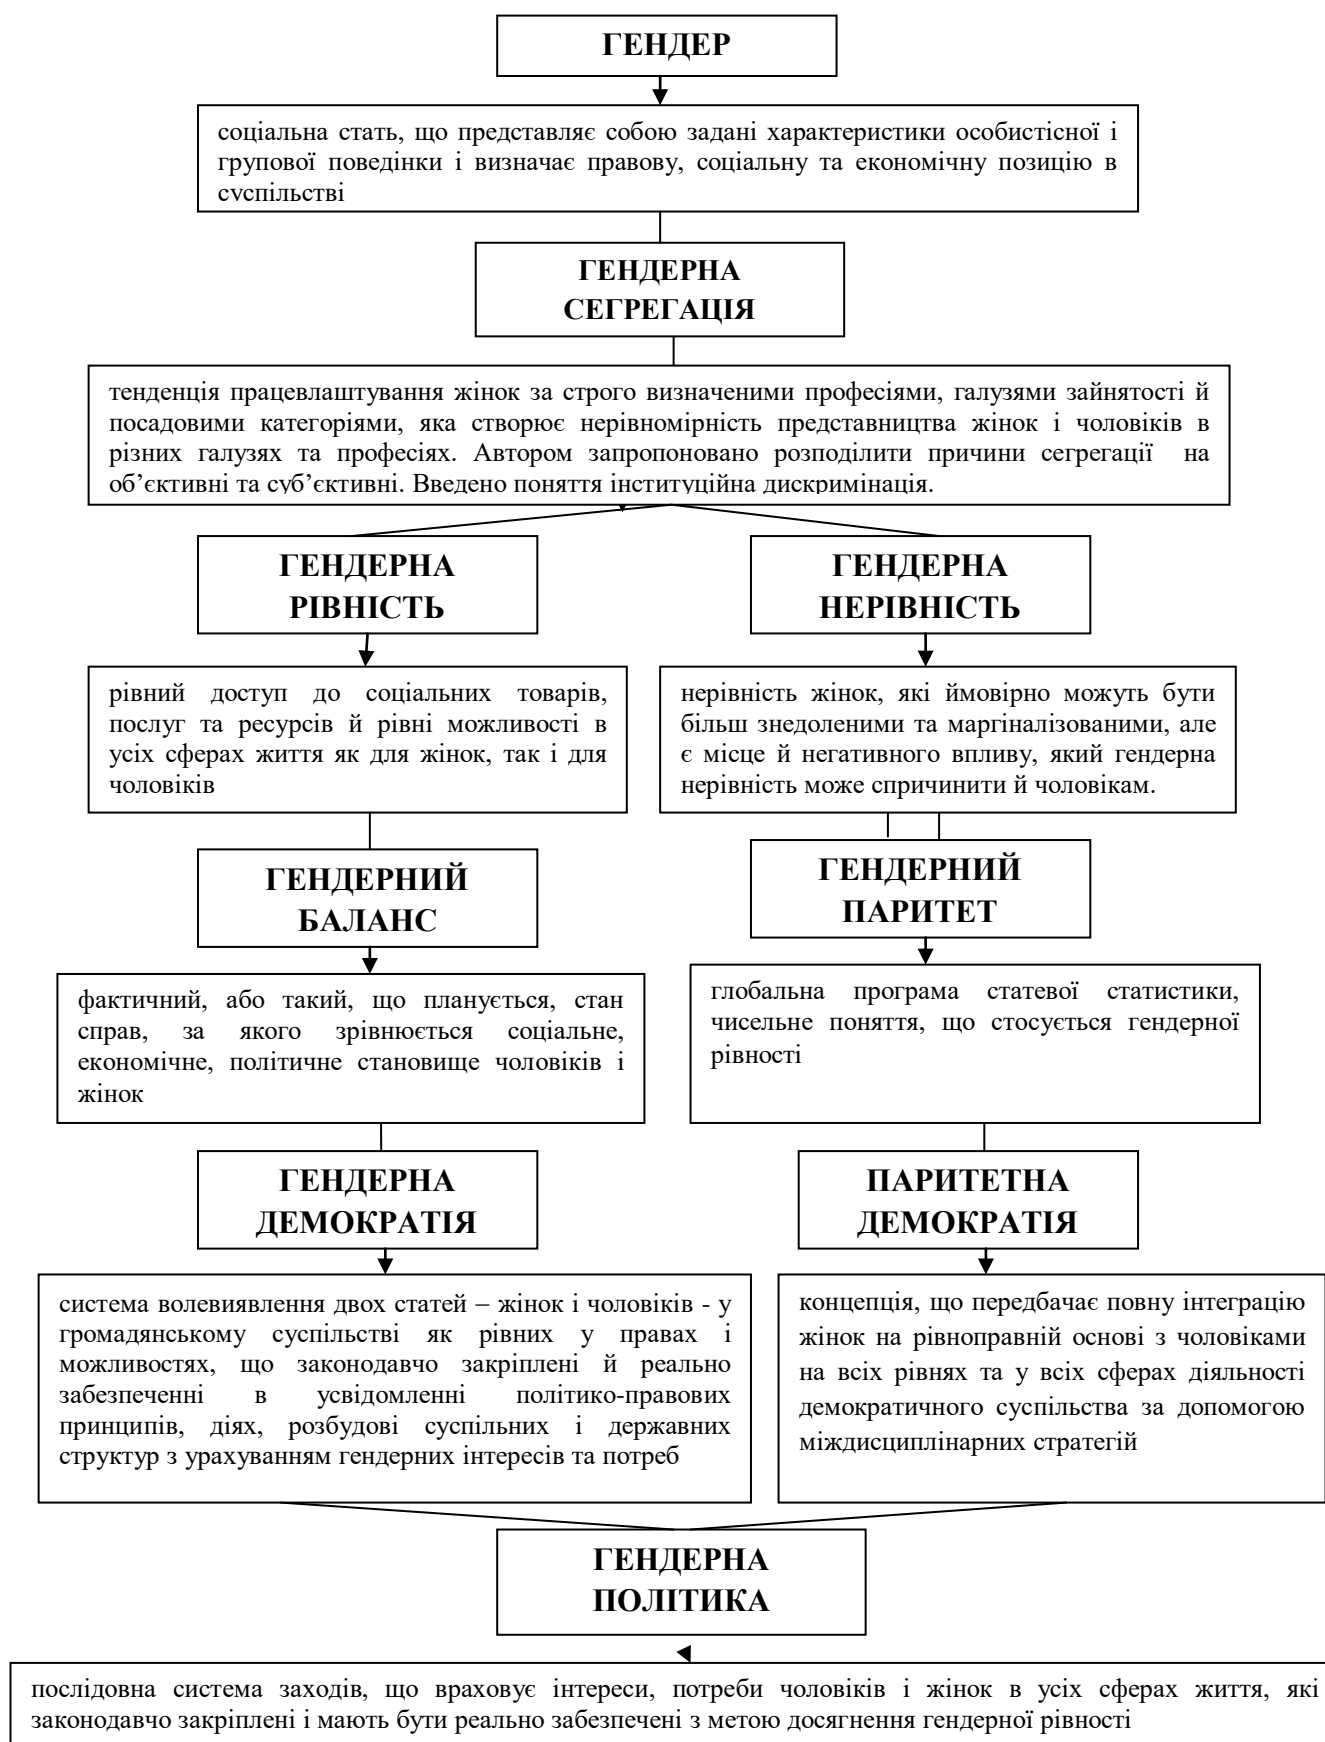 ГЕНДЕР
соціальна стать, що представляє собою задані характеристики особистісної і
групової поведінки і визначає правову, соціальну та економічну позицію в
суспільстві
ГЕНДЕРНА
СЕГРЕГАЦІЯ
тенденція працевлаштування жінок за строго визначеними професіями, галузями зайнятості й
посадовими категоріями, яка створює нерівномірність представництва жінок і чоловіків в
різних галузях та професіях. Автором запропоновано розподілити причини сегрегації на
об’єктивні та суб’єктивні. Введено поняття інституційна дискримінація.
ГЕНДЕРНА
РІВНІСТЬ
рівний доступ до соціальних товарів,
послуг та ресурсів й рівні можливості в
усіх сферах життя як для жінок, так і для
чоловіків
ГЕНДЕРНА
НЕРІВНІСТЬ
нерівність жінок, які ймовірно можуть бути
більш знедоленими та маргіналізованими, але
є місце й негативного впливу, який гендерна
нерівність може спричинити й чоловікам.
ГЕНДЕРНИЙ
БАЛАНС
фактичний, або такий, що планується, стан
справ, за якого зрівнюється соціальне,
економічне, політичне становище чоловіків і
жінок
ГЕНДЕРНИЙ
ПАРИТЕТ
глобальна програма статевої статистики,
чисельне поняття, що стосується гендерної
рівності
ГЕНДЕРНА
ДЕМОКРАТІЯ
система волевиявлення двох статей – жінок і чоловіків - у
громадянському суспільстві як рівних у правах і
можливостях, що законодавчо закріплені й реально
забезпеченні в усвідомленні політико-правових
принципів, діях, розбудові суспільних і державних
структур з урахуванням гендерних інтересів та потреб
ПАРИТЕТНА
ДЕМОКРАТІЯ
концепція, що передбачає повну інтеграцію
жінок на рівноправній основі з чоловіками
на всіх рівнях та у всіх сферах діяльності
демократичного суспільства за допомогою
міждисциплінарних стратегій
ГЕНДЕРНА
ПОЛІТИКА
послідовна система заходів, що враховує інтереси, потреби чоловіків і жінок в усіх сферах життя, які
законодавчо закріплені і мають бути реально забезпечені з метою досягнення гендерної рівності